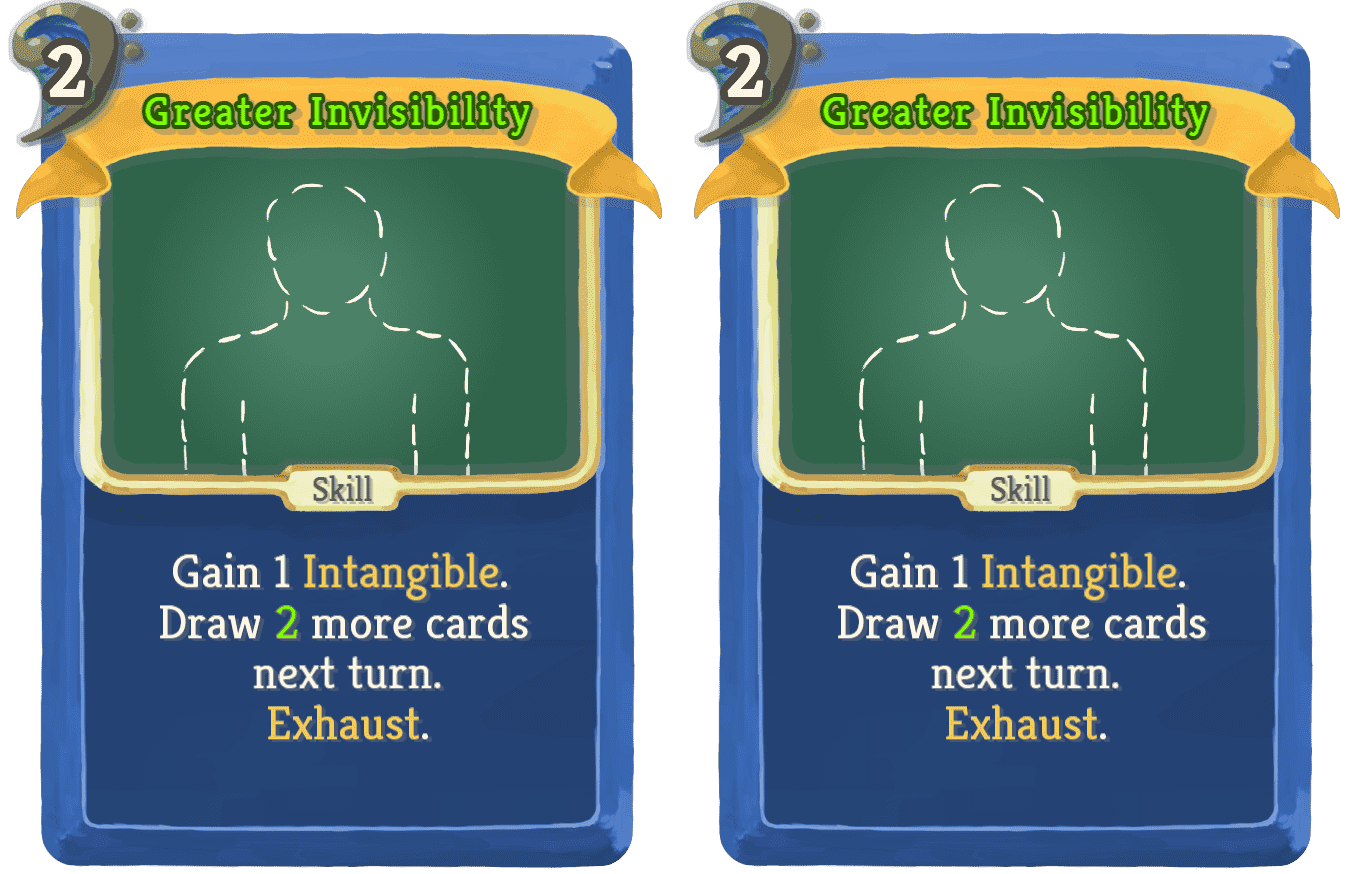 2
Greater Invisibility
Skill
Gain 1 Intangible.
Draw 2 more cards
next turn.
Exhaust.
2
Greater Invisibility
Skill
Gain 1 Intangible.
Draw 2 more cards
next turn.
Exhaust.